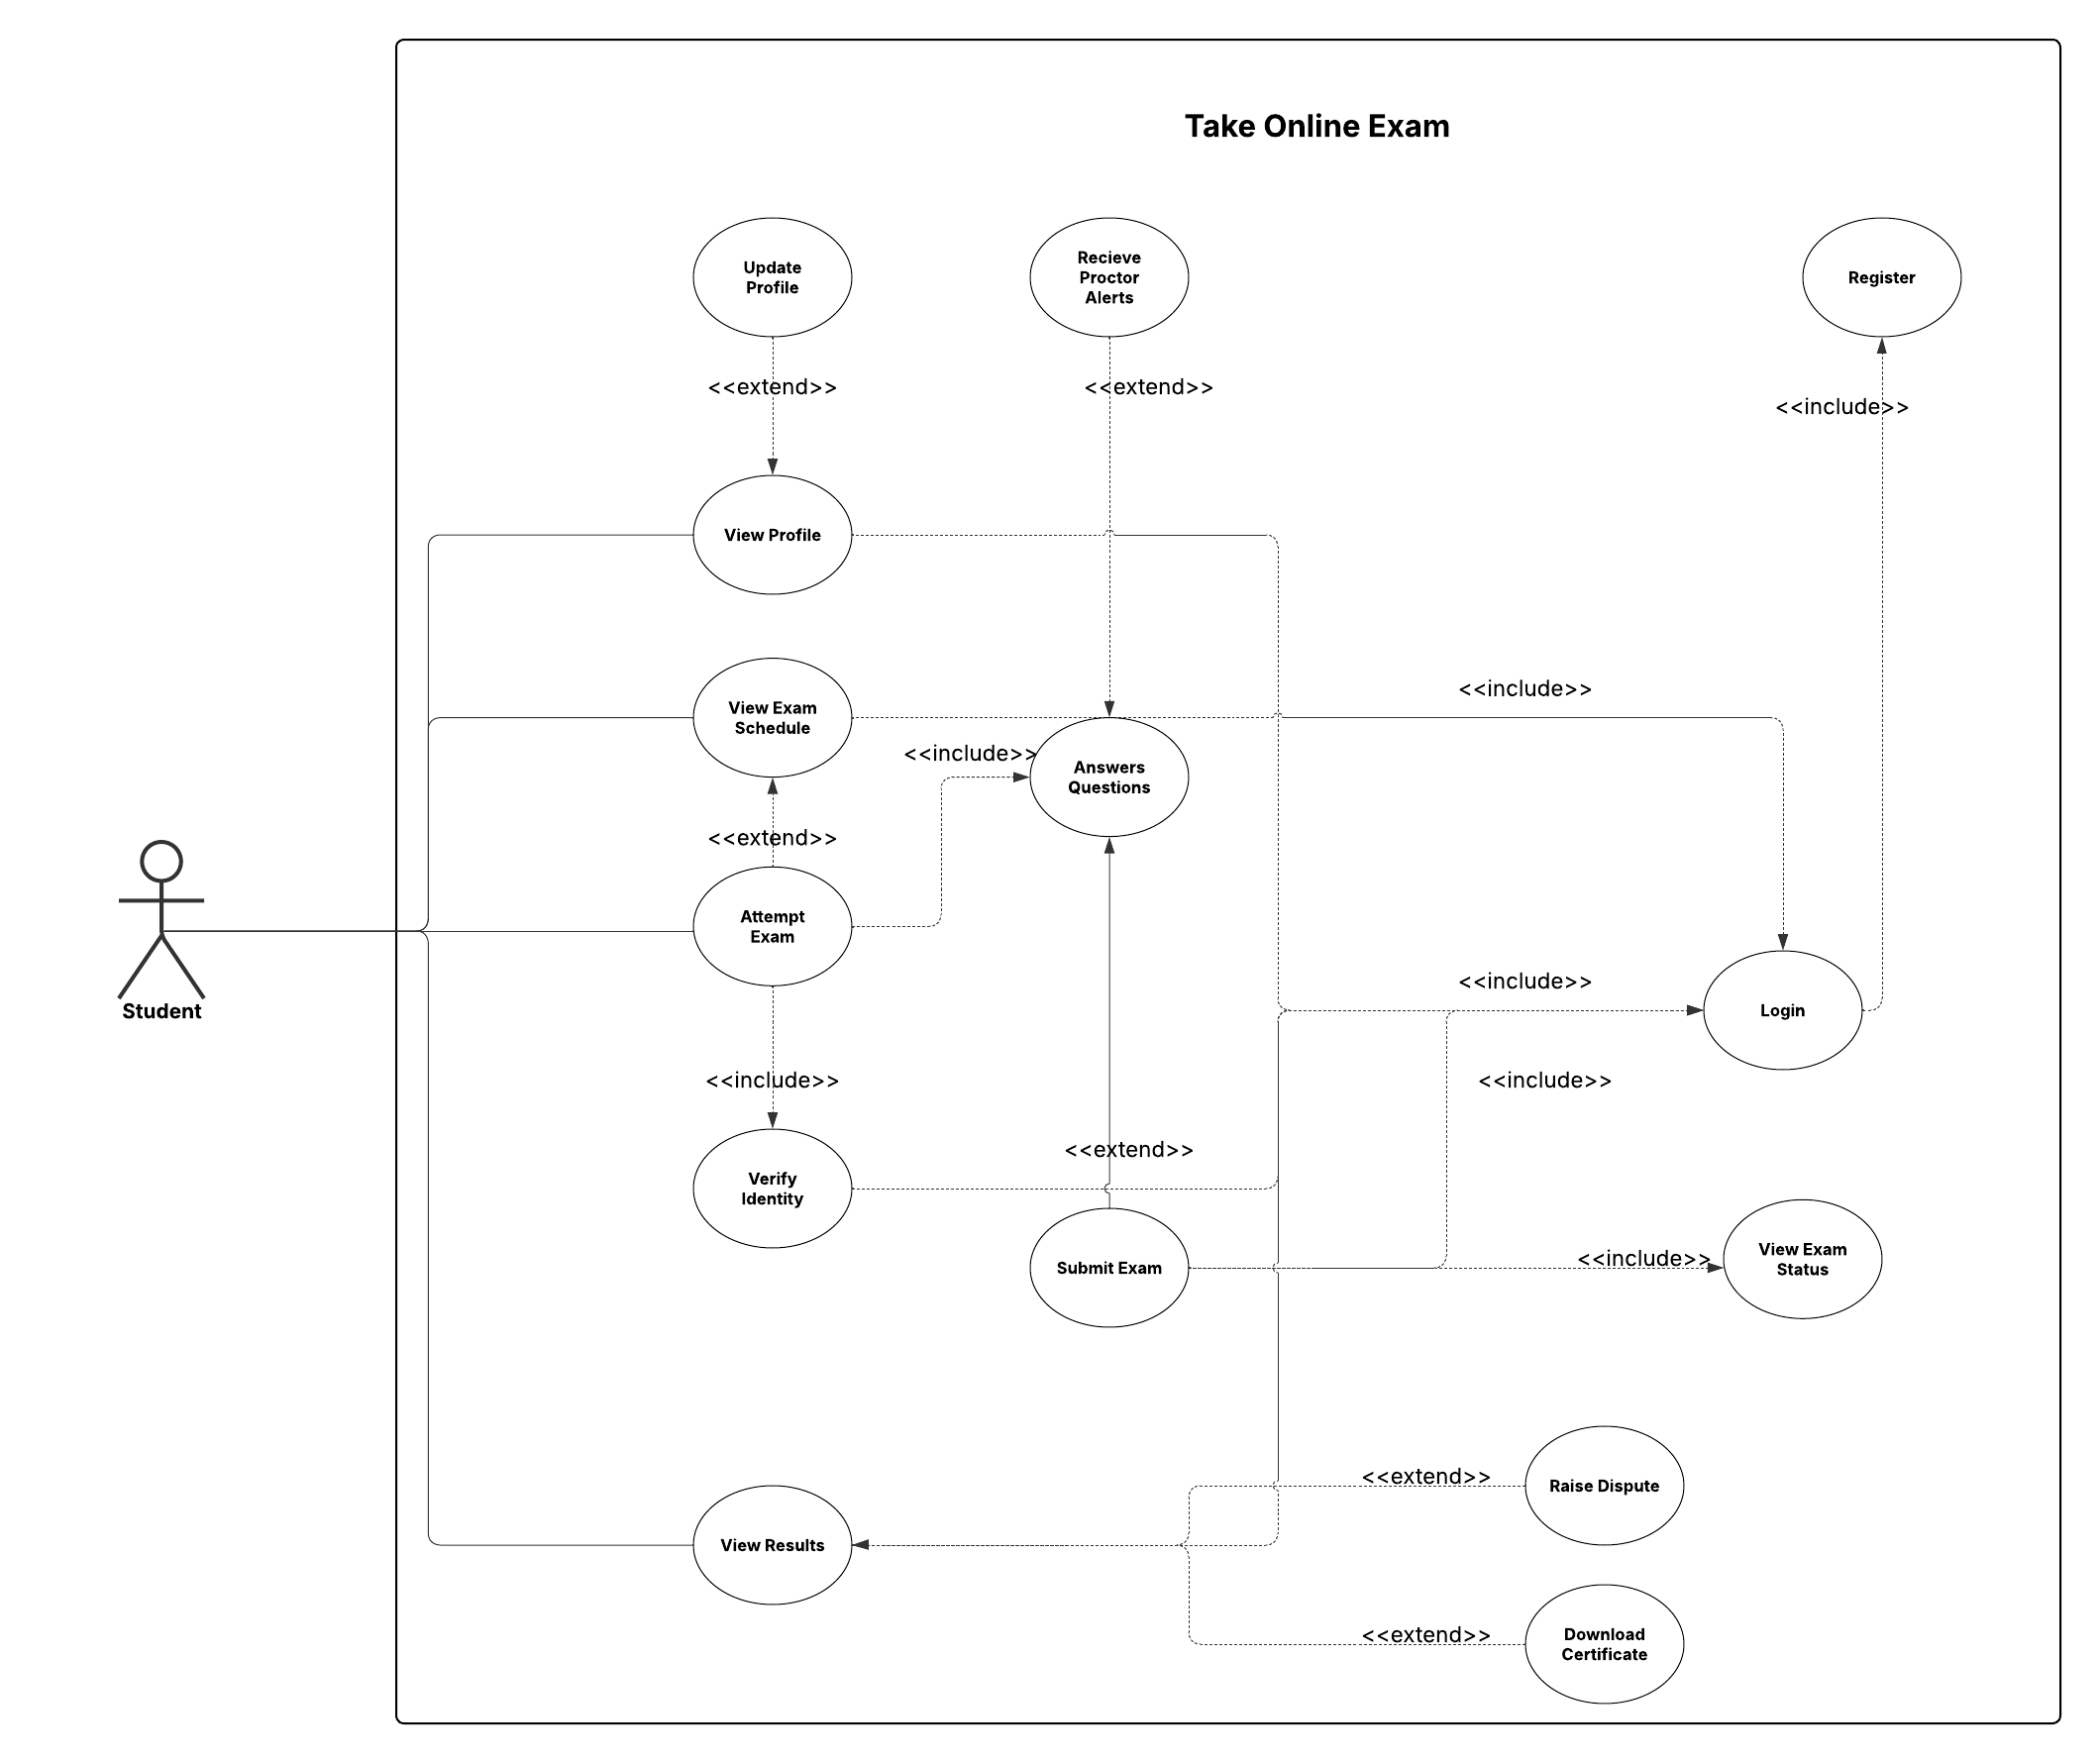 Take Online Exam
Update
Profile
Recieve
Proctor
Alerts
Register
<<extend>>
<<extend>>
<<include>>
View Profile
View Exam
Schedule
<<include>>
<<include>>
Answers
Questions
<<extend>>
Attempt
Exam
Student
<<include>>
Login
<<include>>
<<include>>
<<extend>>
Verify
Identity
Submit Exam
<<include>>
View Exam
Status
<<extend>>
Raise Dispute
View Results
<<extend>>
Download
Certificate